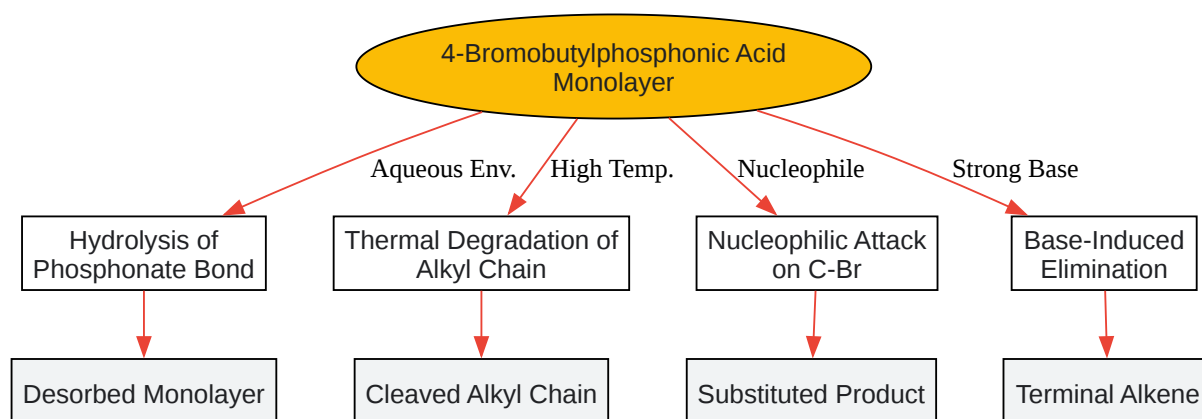 4-Bromobutylphosphonic Acid
Monolayer
Aqueous Env.
High Temp.
Nucleophile
Strong Base
Hydrolysis of
Phosphonate Bond
Thermal Degradation of
Alkyl Chain
Nucleophilic Attack
on C-Br
Base-Induced
Elimination
Desorbed Monolayer
Cleaved Alkyl Chain
Substituted Product
Terminal Alkene